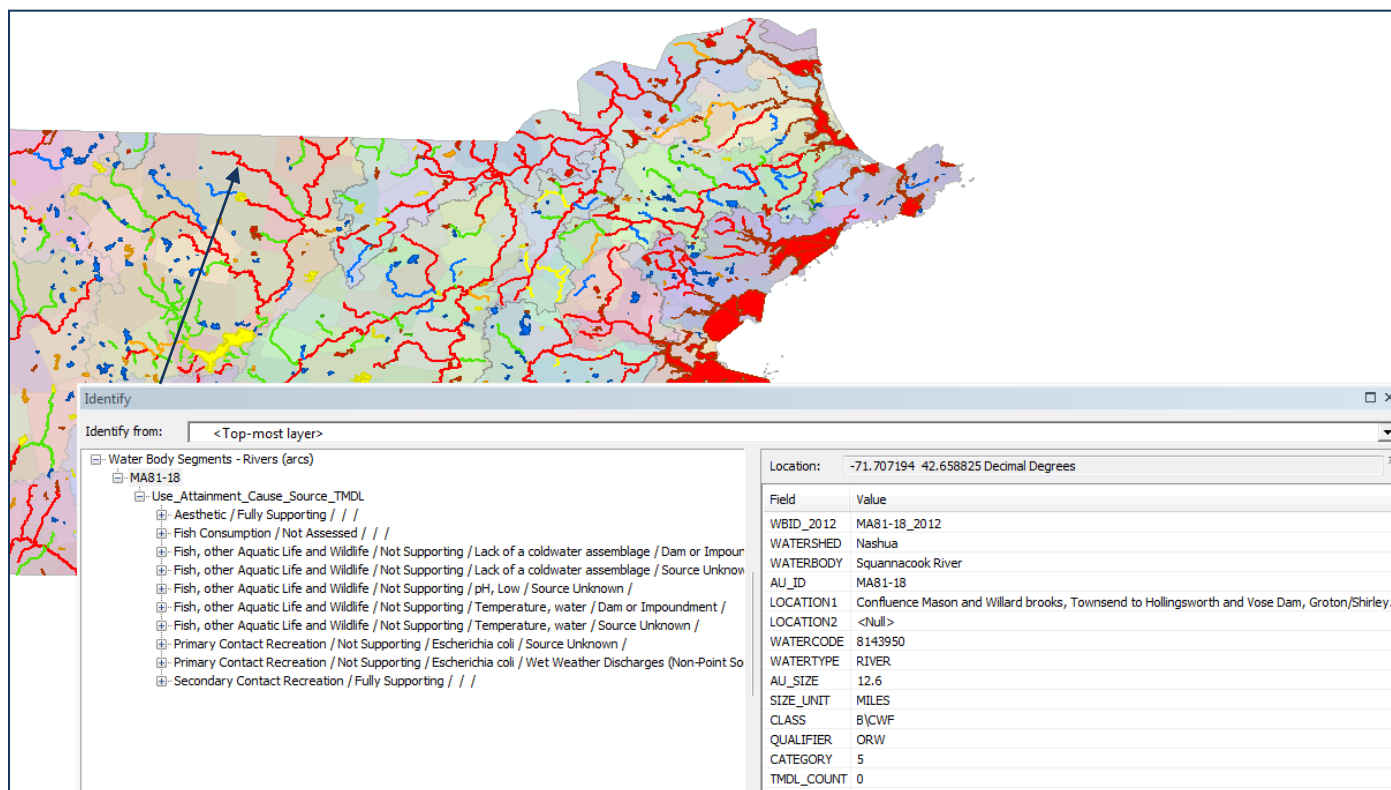 Identify
Identify from: <Top-most layer>
Water Body Segments - Rivers (arcs)
MA81-18
Use_Attainment_Cause_Source_TMDL
Aesthetic / Fully Supporting / / /
Fish Consumption / Not Assessed / / /
Fish, other Aquatic Life and Wildlife / Not Supporting / Lack of a coldwater assemblage / Dam or Impoun
Fish, other Aquatic Life and Wildlife / Not Supporting / Lack of a coldwater assemblage / Source Unknow
Fish, other Aquatic Life and Wildlife / Not Supporting / pH, Low / Source Unknown /
Fish, other Aquatic Life and Wildlife / Not Supporting / Temperature, water / Dam or Impoundment /
Fish, other Aquatic Life and Wildlife / Not Supporting / Temperature, water / Source Unknown /
Primary Contact Recreation / Not Supporting / Escherichia coli / Source Unknown /
Primary Contact Recreation / Not Supporting / Escherichia coli / Wet Weather Discharges (Non-Point So
Secondary Contact Recreation / Fully Supporting / / /
Location: -71.707194 42.658825 Decimal Degrees
Field Value
WBID_2012 MA81-18_2012
WATERSHED Nashua
WATERBODY Squannacook River
AU_ID MA81-18
LOCATION1 Confluence Mason and Willard brooks, Townsend to Hollingsworth and Vose Dam, Groton/Shirley.
LOCATION2 <Null>
WATERCODE 8143950
WATERTYPE RIVER
AU_SIZE 12.6
SIZE_UNIT MILES
CLASS B\CWF
QUALIFIER ORW
CATEGORY 5
TMDL_COUNT 0